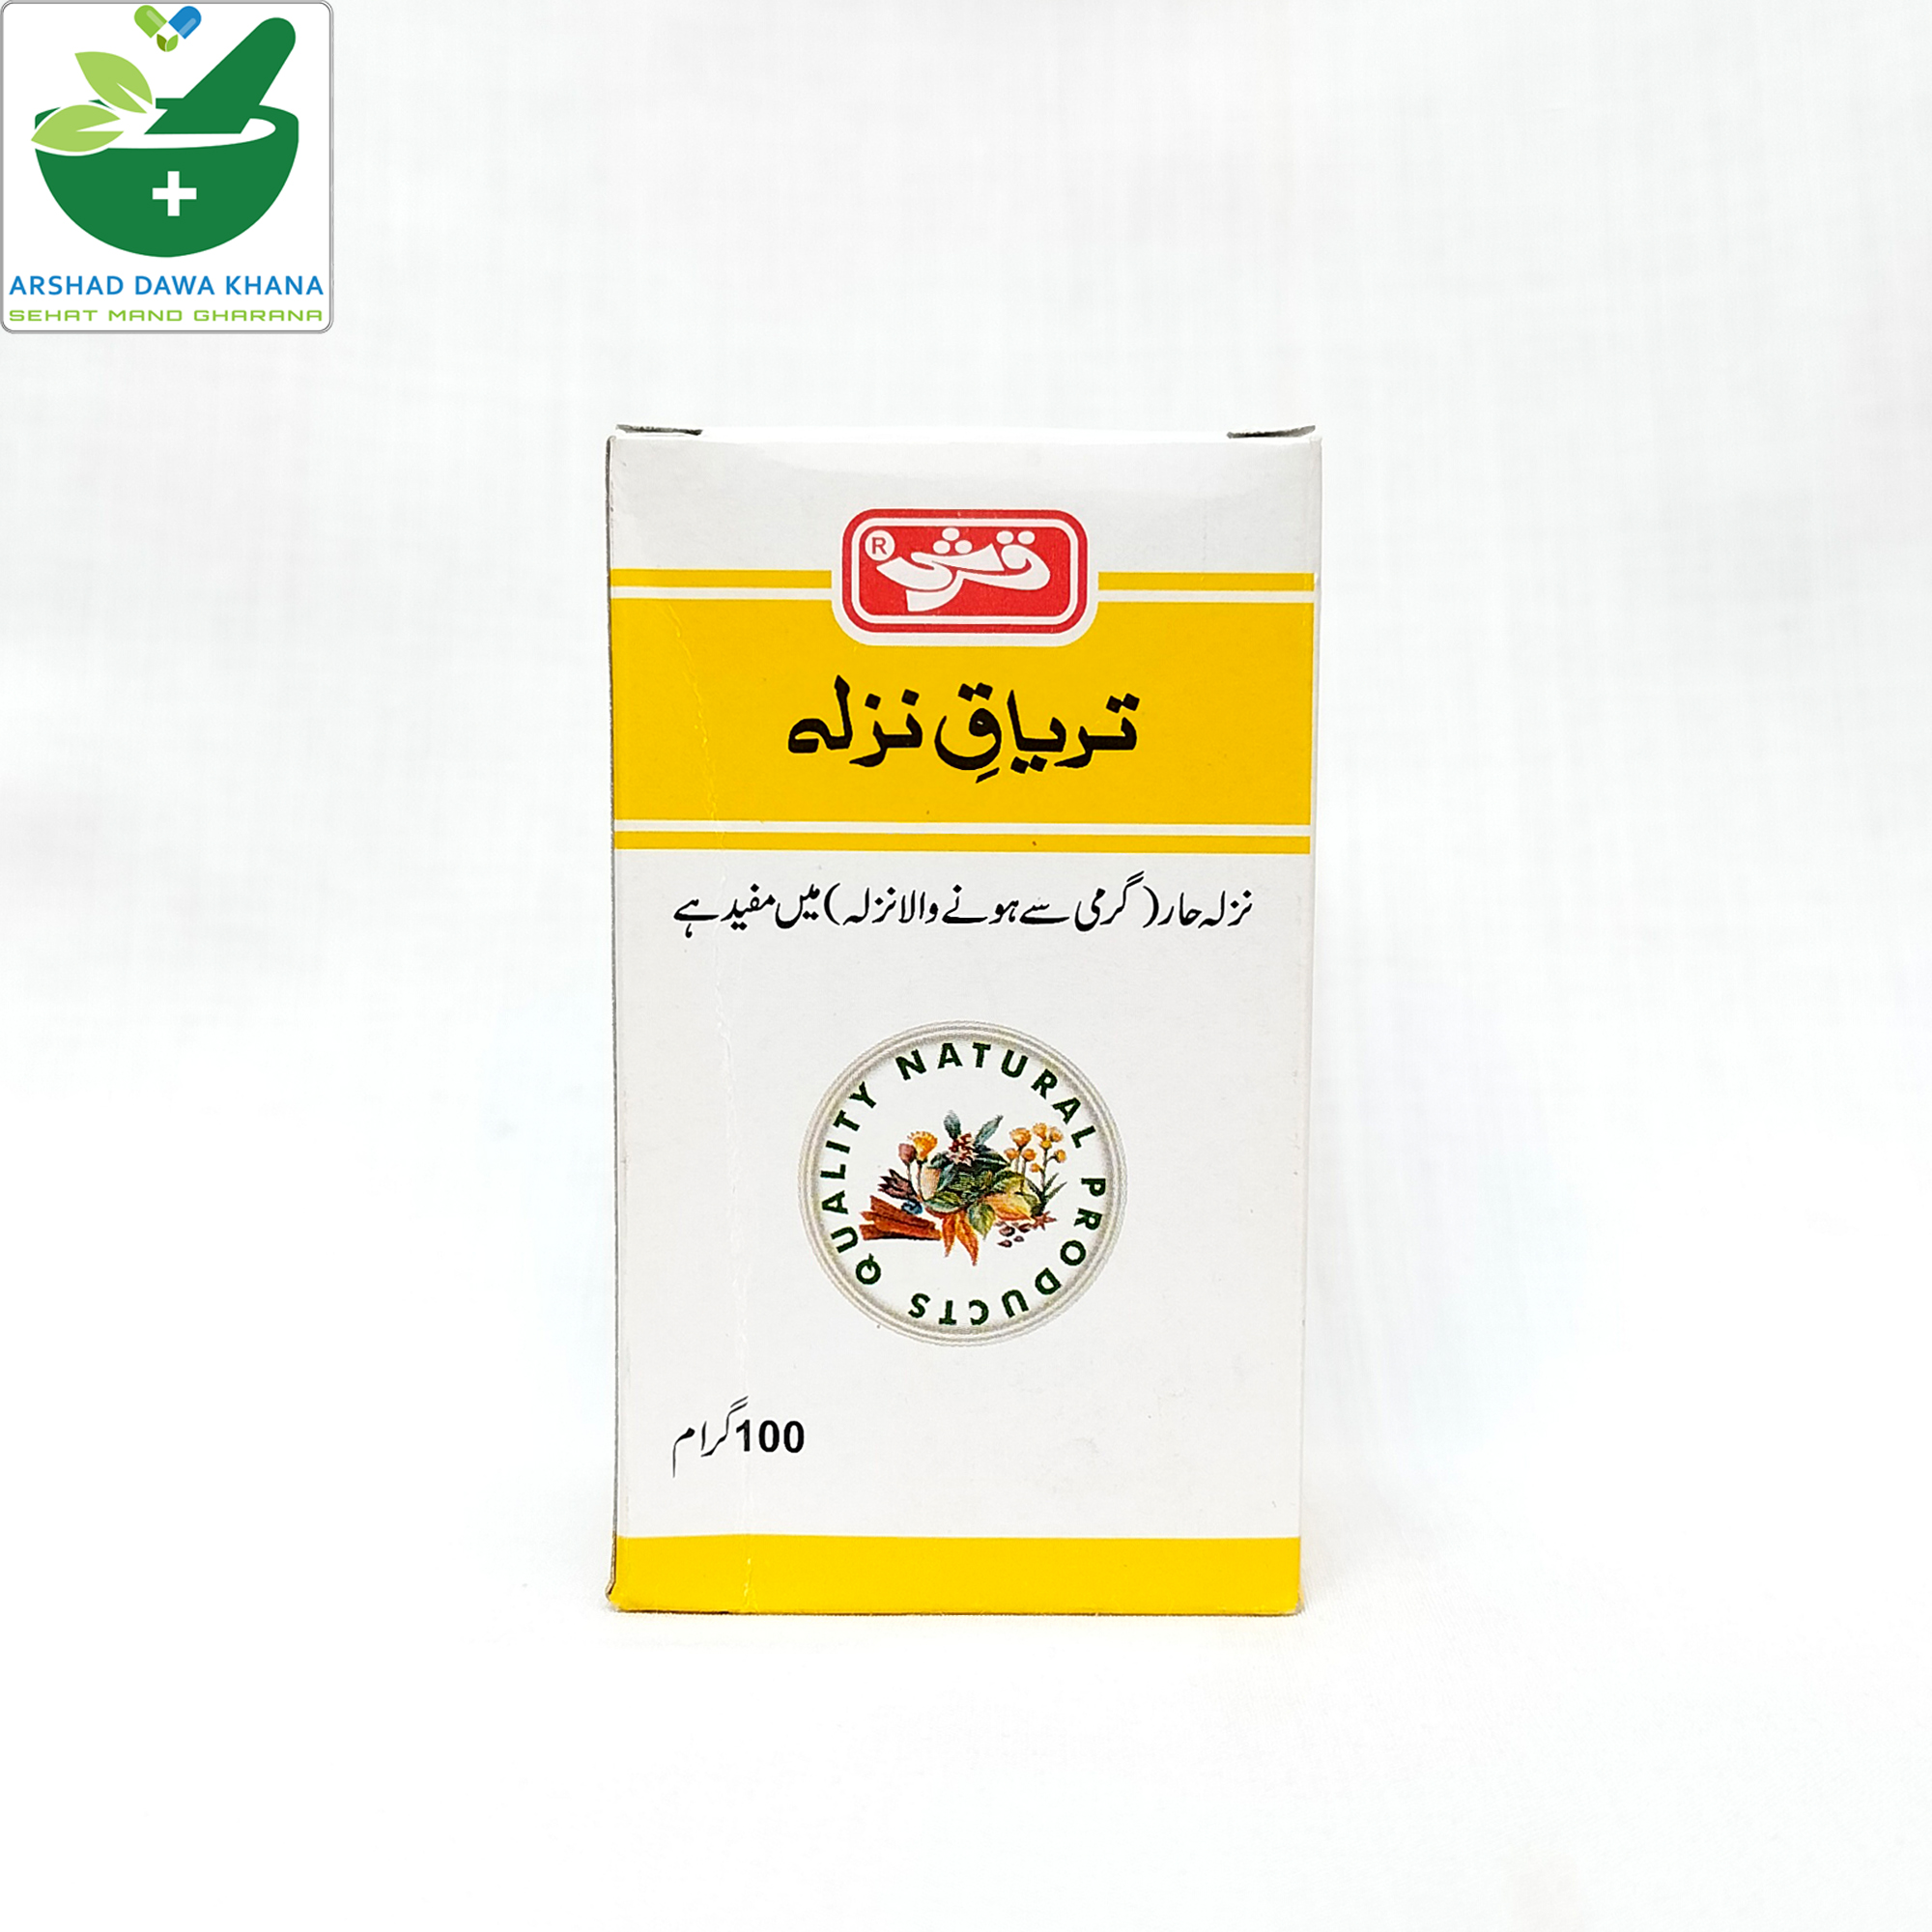 ARSHAD DAWA KHANA
SEHAT MAND GHARANA
قرشی ®
تریاقِ نزلہ
نزلہ حار (گرمی سے ہونے والا نزلہ) میں مفید ہے
QUALITY NATURAL PRODUCTS
100 گرام